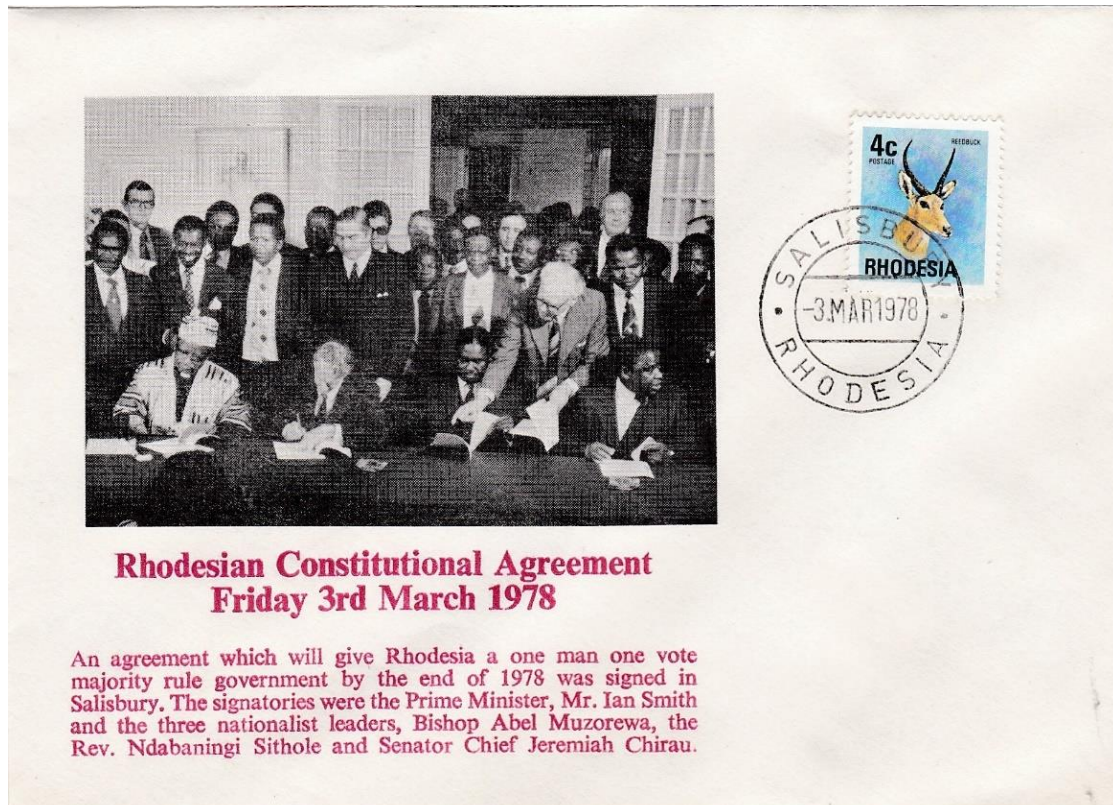 4c
POSTAGE
REEDBUCK
RHODESIA
SALISBURY
-3.MAR1978
RHODESIA
Rhodesian Constitutional Agreement
Friday 3rd March 1978
An agreement which will give Rhodesia a one man one vote
majority rule government by the end of 1978 was signed in
Salisbury. The signatories were the Prime Minister, Mr. Ian Smith
and the three nationalist leaders, Bishop Abel Muzorewa, the
Rev. Ndabaningi Sithole and Senator Chief Jeremiah Chirau.